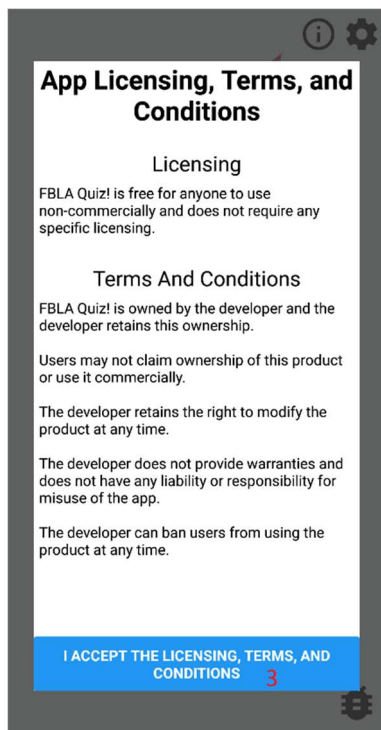 App Licensing, Terms, and
Conditions
Licensing
FBLA Quiz! is free for anyone to use
non-commercially and does not require any
specific licensing.
Terms And Conditions
FBLA Quiz! is owned by the developer and the
developer retains this ownership.
Users may not claim ownership of this product
or use it commercially.
The developer retains the right to modify the
product at any time.
The developer does not provide warranties and
does not have any liability or responsibility for
misuse of the app.
The developer can ban users from using the
product at any time.
I ACCEPT THE LICENSING, TERMS, AND
CONDITIONS 3